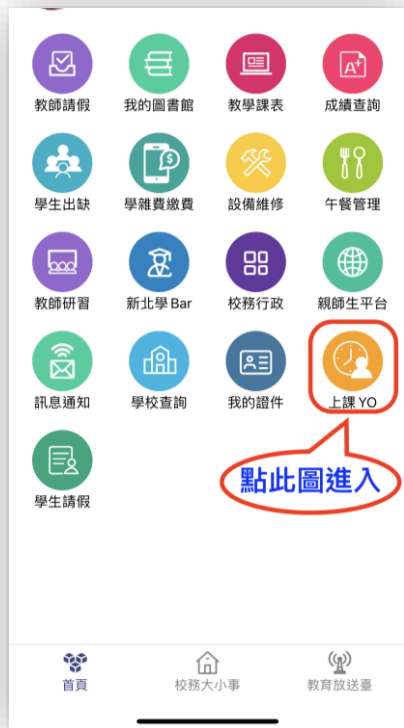 教師請假 我的圖書館 教學課表 成績查詢
A+
學生出缺 學雜費繳費 設備維修 午餐管理
$
教師研習 新北學Bar 校務行政 親師生平台
訊息通知 學校查詢 我的證件 上課YO
學生請假
點此圖進入
首頁 校務大小事 教育放送臺